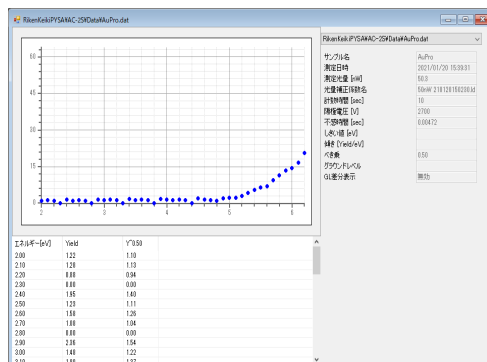 RikenKeikiPYSA¥AC-2S¥Data¥AuPro.dat
RikenKeikiPYSA¥AC-2S¥Data¥AuPro.dat
サンプル名 AuPro
測定日時 2021/01/20 15:39:31
測定光量 [nW] 50.3
光量補正係数名
計数時間 [sec] 10
陽極電圧 [V] 2700
不感時間 [sec] 0.00472
しきい値 [eV]
傾き [Yield/eV]
べき乗 0.50
グラウンドレベル
GL差分表示 無効
60
45
30
15
0
2 3 4 5 6
エネルギー[eV] Yield Y^0.50
2.00 1.22 1.10
2.10 1.28 1.13
2.20 0.88 0.94
2.30 0.00 0.00
2.40 1.95 1.40
2.50 1.23 1.11
2.60 1.58 1.26
2.70 1.08 1.04
2.80 0.00 0.00
2.90 2.36 1.54
3.00 1.48 1.22